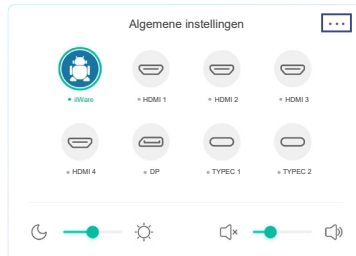 Algemene instellingen
iiWare
HDMI 1
HDMI 2
HDMI 3
HDMI 4
DP
TYPEC 1
TYPEC 2